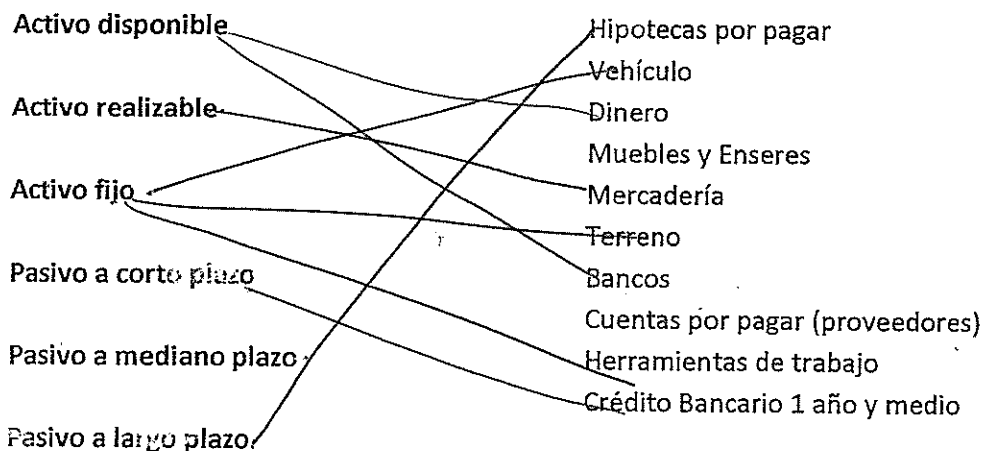 Activo disponible
Activo realizable
Activo fijo
Pasivo a corto plazo
Pasivo a mediano plazo
Pasivo a largo plazo
Hipotecas por pagar
Vehículo
Dinero
Muebles y Enseres
Mercadería
Terreno
Bancos
Cuentas por pagar (proveedores)
Herramientas de trabajo
Crédito Bancario 1 año y medio